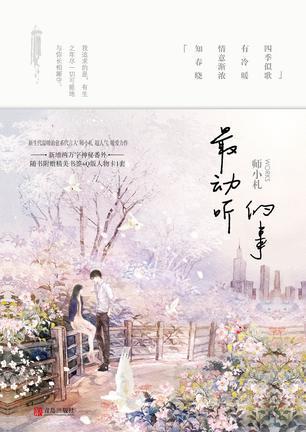 四季似歌
有冷暖
情意渐浓
知春晓
我追求的是，有生
之年尽一切可能地
与你长相厮守。
最动听
的事
师小札
WORKS
新生代温暖治愈系代言人“师小札”超人气暖爱力作
新增两万字神秘番外
随书附赠精美书签+Q版人物卡1套
青岛出版社